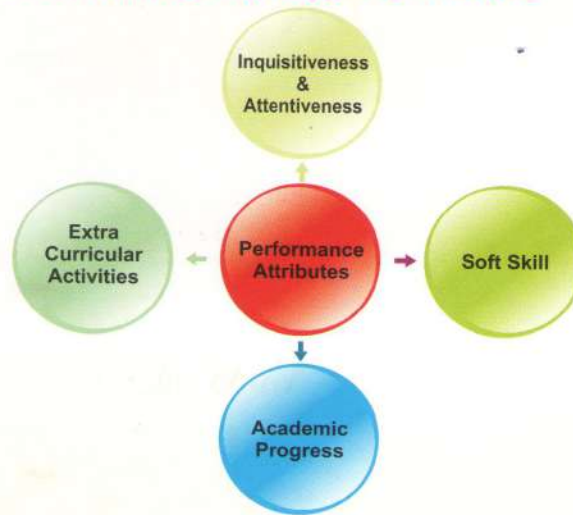 Inquisitiveness
&
Attentiveness
Extra
Curricular
Activities
Performance
Attributes
Soft Skill
Academic
Progress